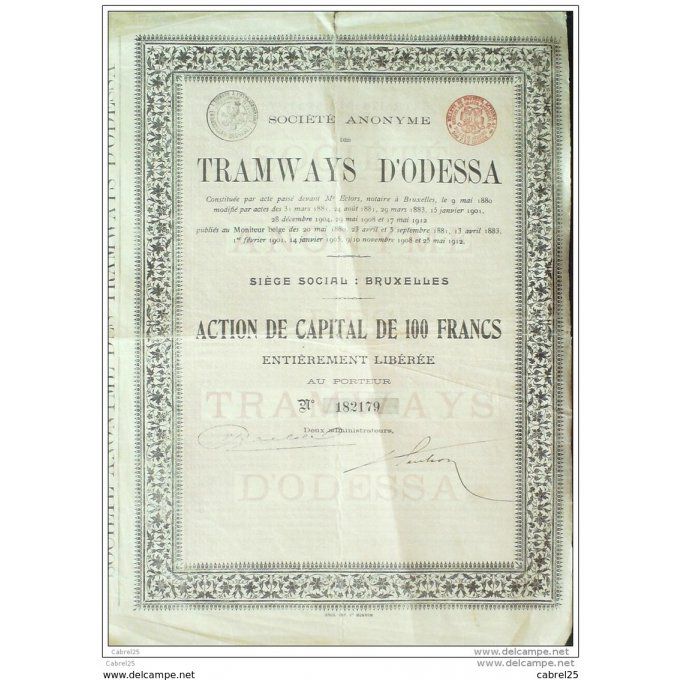 SOCIÉTÉ ANONYME
DES
TRAMWAYS D'ODESSA
Constituée par acte passé devant Me Ectors, notaire à Bruxelles, le 9 mai 1880
modifié par actes des 31 mars 1881, 24 août 1881, 29 mars 1883, 15 janvier 1901,
28 décembre 1904, 29 mai 1908 et 17 mai 1912
publiés au Moniteur belge des 20 mai 1880, 23 avril et 3 septembre 1881, 13 avril 1883,
1er février 1901, 14 janvier 1905, 9/10 novembre 1908 et 25 mai 1912.
SIÈGE SOCIAL : BRUXELLES
ACTION DE CAPITAL DE 100 FRANCS
ENTIÈREMENT LIBÉRÉE
AU PORTEUR
No 182179
TRAMWAYS
Deux administrateurs,
D'ODESSA
Cabrel25
www.delcampe.net
Cabrel25
www.delcampe.net
www.delcampe.net
Cabrel25